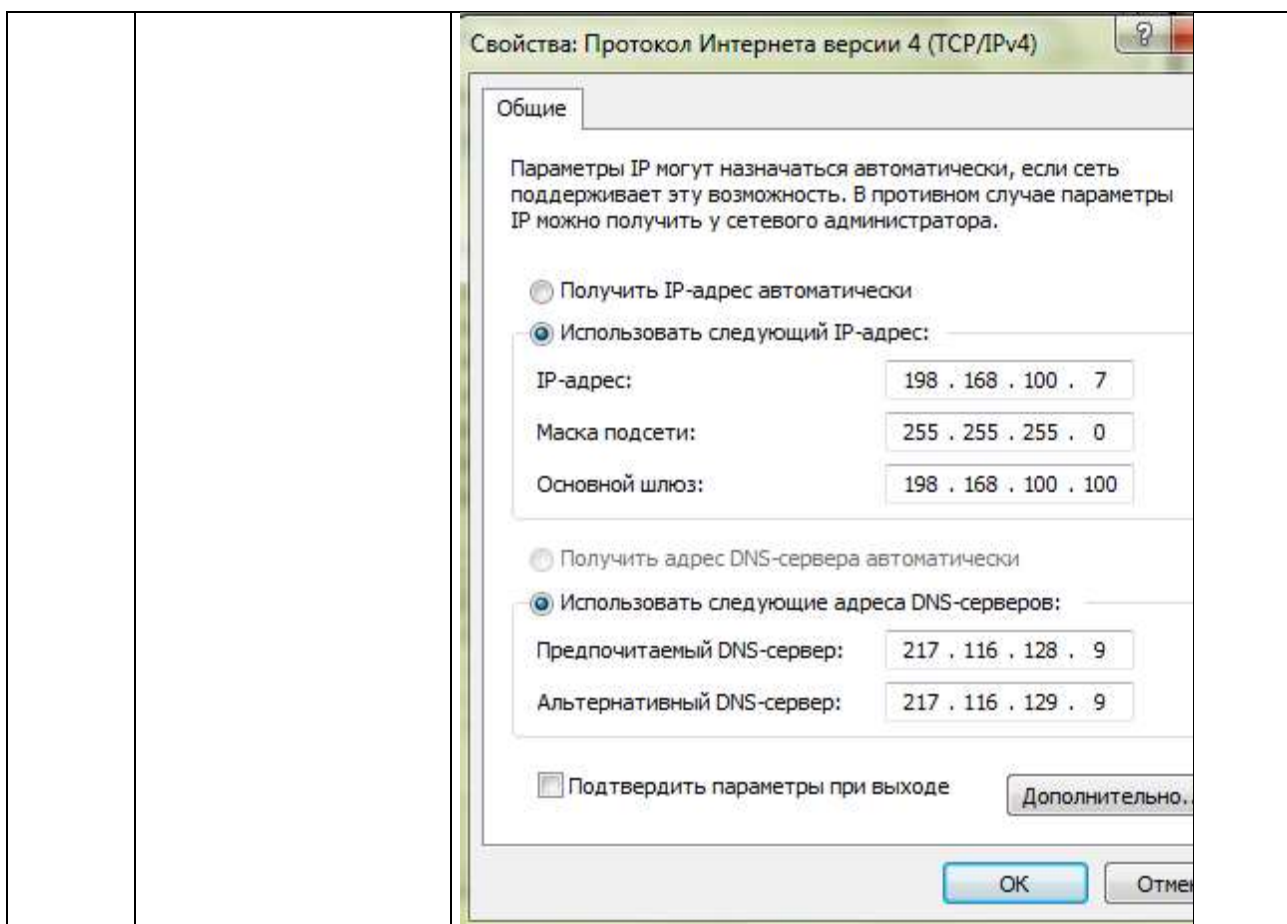 Свойства: Протокол Интернета версии 4 (TCP/IPv4)
?
Общие
Параметры IP могут назначаться автоматически, если сеть
поддерживает эту возможность. В противном случае параметры
IP можно получить у сетевого администратора.
Получить IP-адрес автоматически
Использовать следующий IP-адрес:
IP-адрес: 198 . 168 . 100 . 7
Маска подсети: 255 . 255 . 255 . 0
Основной шлюз: 198 . 168 . 100 . 100
Получить адрес DNS-сервера автоматически
Использовать следующие адреса DNS-серверов:
Предпочитаемый DNS-сервер: 217 . 116 . 128 . 9
Альтернативный DNS-сервер: 217 . 116 . 129 . 9
Подтвердить параметры при выходе
Дополнительно..
OK Отмен